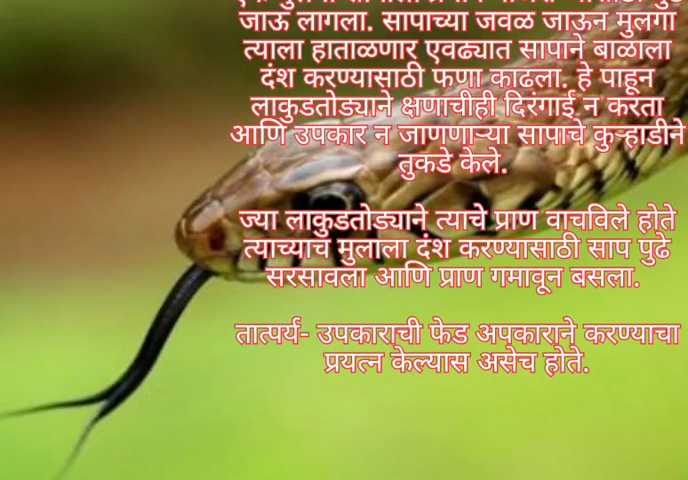 जाऊ लागला. सापाच्या जवळ जाऊन मुलगा
त्याला हाताळणार एवढ्यात सापाने बाळाला
दंश करण्यासाठी फणा काढला. हे पाहून
लाकुडतोड्याने क्षणाचीही दिरंगाई न करता
आणि उपकार न जाणणाऱ्या सापाचे कुऱ्हाडीने
तुकडे केले.
ज्या लाकुडतोड्याने त्याचे प्राण वाचविले होते
त्याच्याच मुलाला दंश करण्यासाठी साप पुढे
सरसावला आणि प्राण गमावून बसला.
तात्पर्य- उपकाराची फेड अपकाराने करण्याचा
प्रयत्न केल्यास असेच होते.